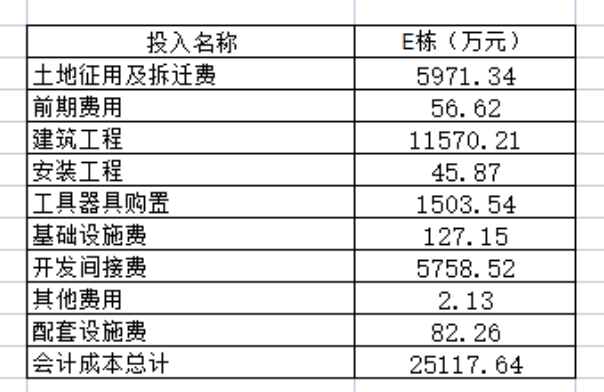 投入名称 E栋（万元）
土地征用及拆迁费 5971.34
前期费用 56.62
建筑工程 11570.21
安装工程 45.87
工具器具购置 1503.54
基础设施费 127.15
开发间接费 5758.52
其他费用 2.13
配套设施费 82.26
会计成本总计 25117.64